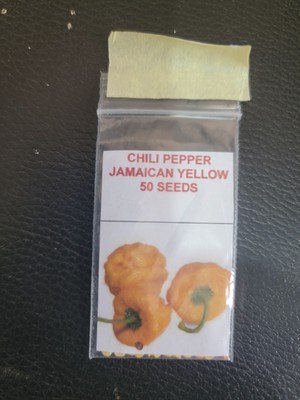 CHILI PEPPER
JAMAICAN YELLOW
50 SEEDS